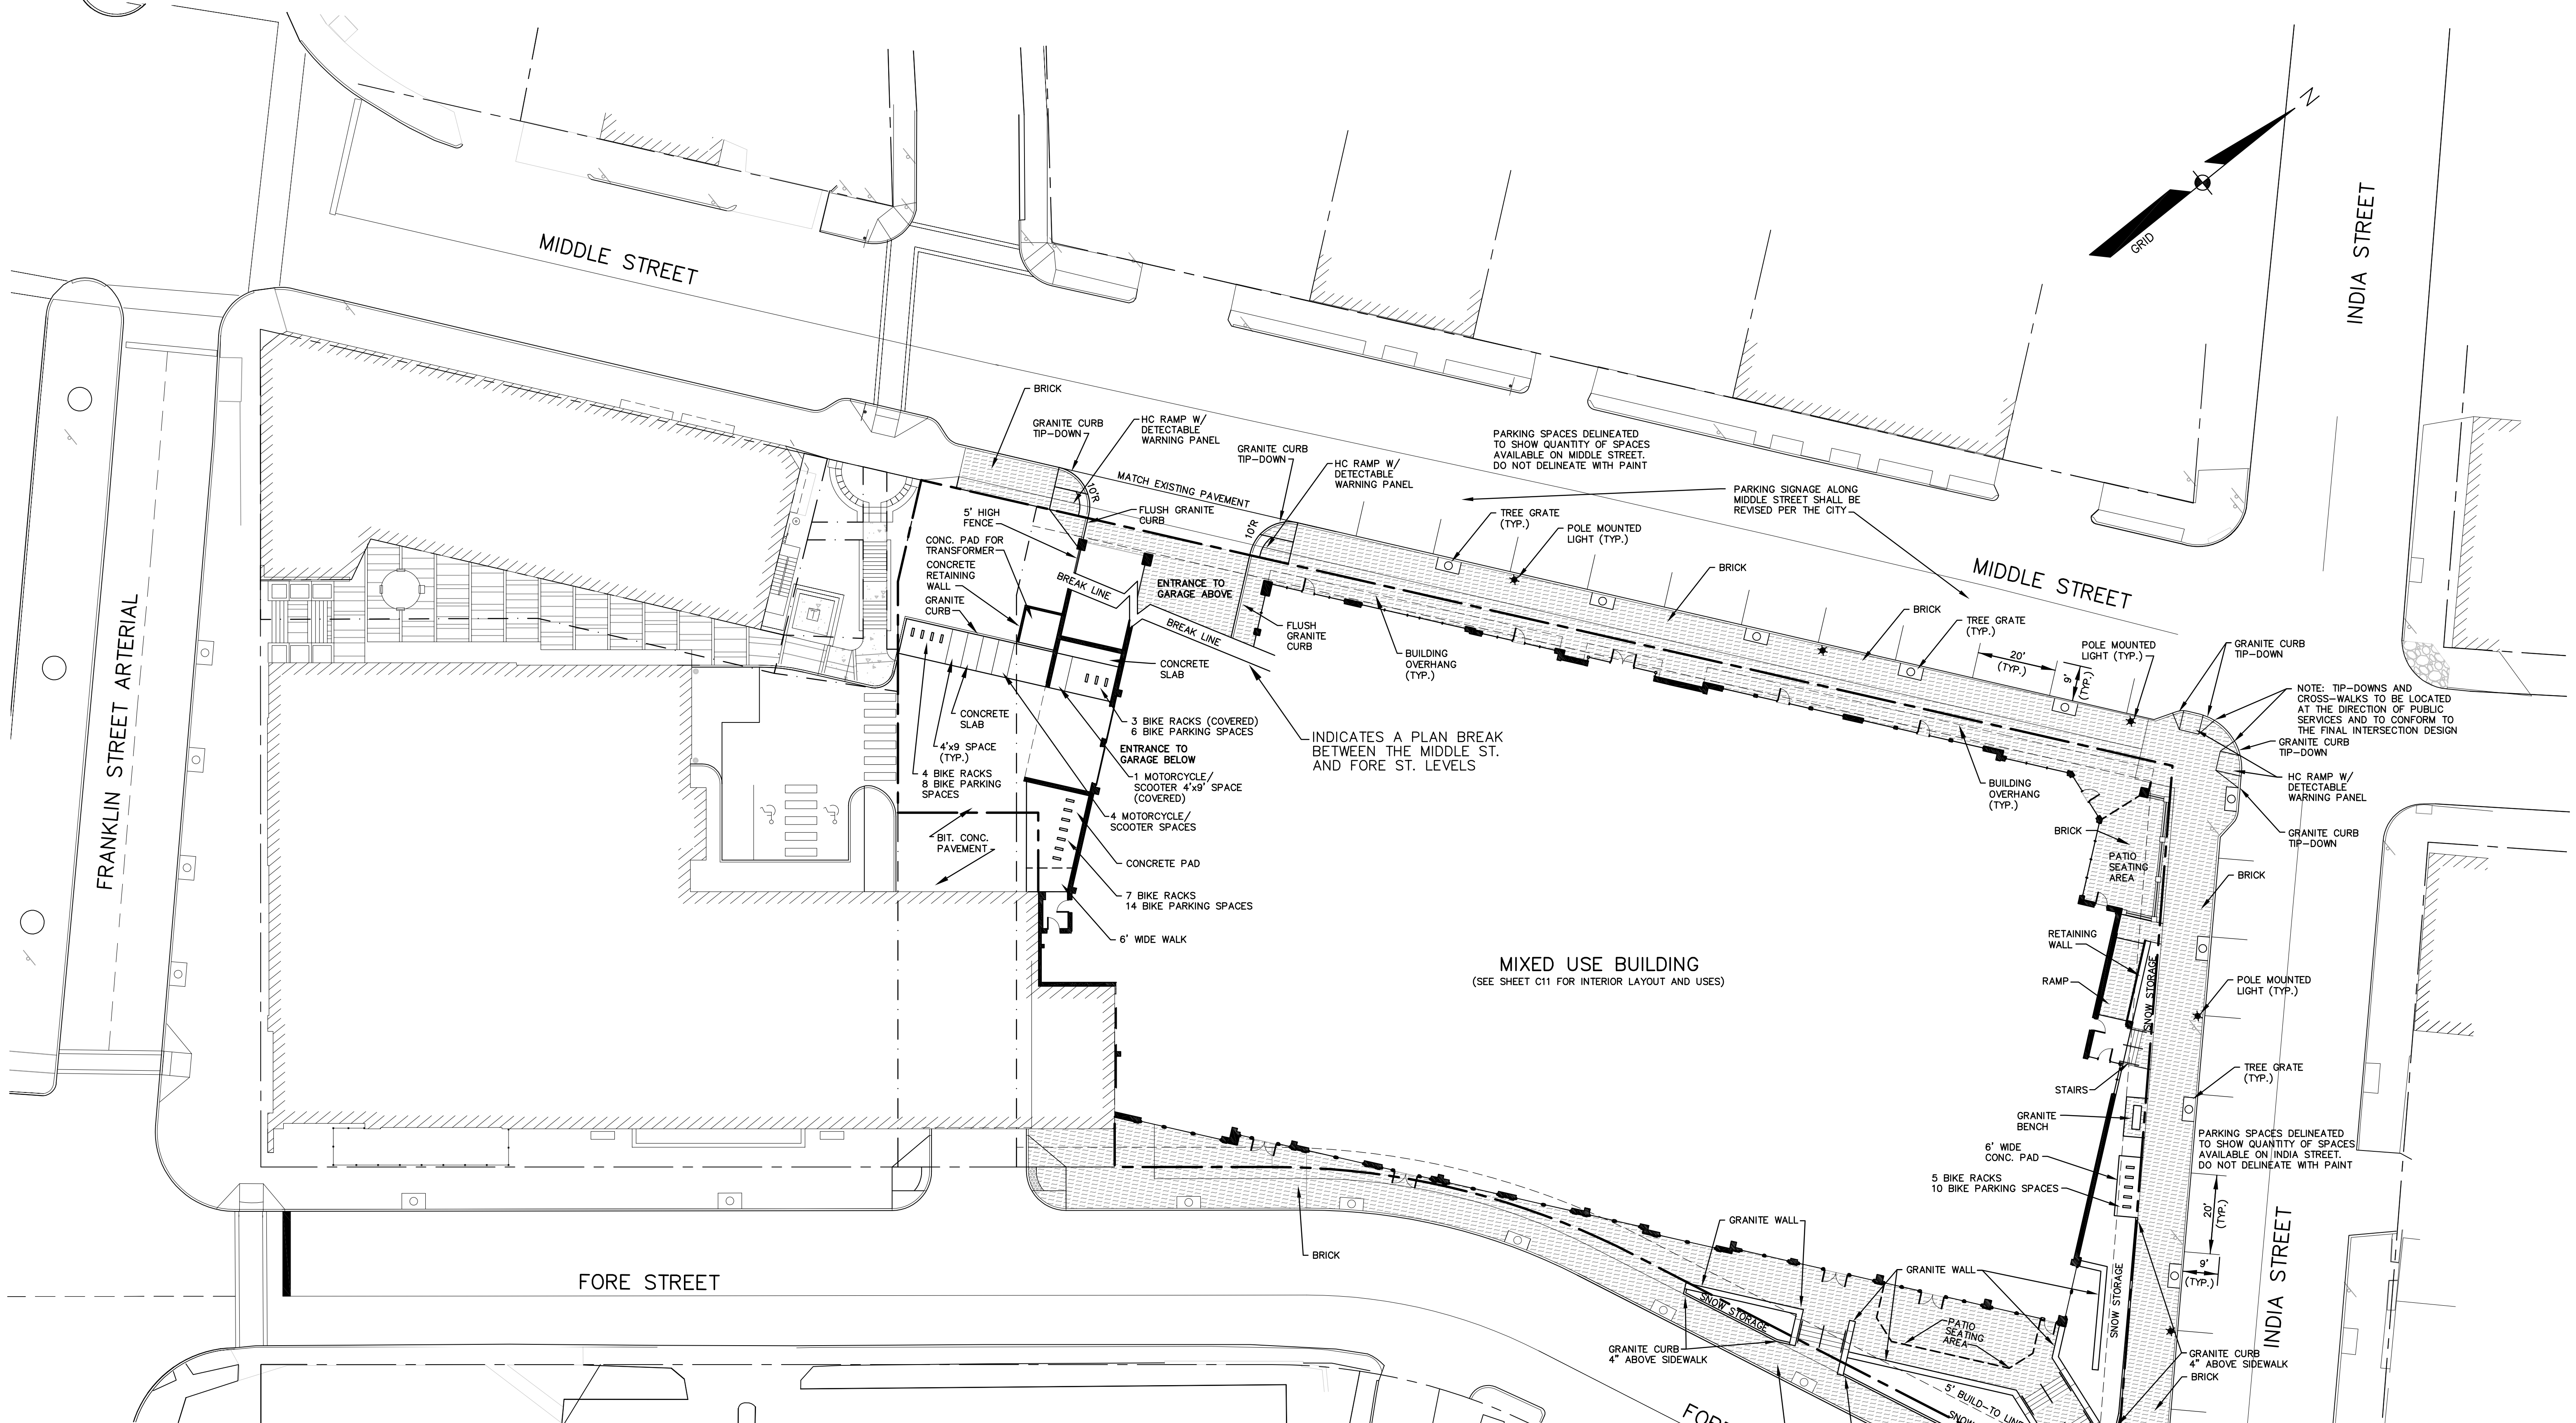 N
GRID
INDIA STREET
MIDDLE STREET
BRICK
GRANITE CURB
TIP-DOWN
HC RAMP W/
DETECTABLE
WARNING PANEL
GRANITE CURB
TIP-DOWN
HC RAMP W/
DETECTABLE
WARNING PANEL
PARKING SPACES DELINEATED
TO SHOW QUANTITY OF SPACES
AVAILABLE ON MIDDLE STREET.
DO NOT DELINEATE WITH PAINT
MATCH EXISTING PAVEMENT
10'R
10'R
PARKING SIGNAGE ALONG
MIDDLE STREET SHALL BE
REVISED PER THE CITY
5' HIGH
FENCE
FLUSH GRANITE
CURB
TREE GRATE
(TYP.)
POLE MOUNTED
LIGHT (TYP.)
CONC. PAD FOR
TRANSFORMER
CONCRETE
RETAINING
WALL
GRANITE
CURB
BREAK LINE
ENTRANCE TO
GARAGE ABOVE
BREAK LINE
FLUSH
GRANITE
CURB
BRICK
MIDDLE STREET
BRICK
TREE GRATE
(TYP.)
BUILDING
OVERHANG
(TYP.)
20'
(TYP.)
9'
(TYP.)
POLE MOUNTED
LIGHT (TYP.)
GRANITE CURB
TIP-DOWN
NOTE: TIP-DOWNS AND
CROSS-WALKS TO BE LOCATED
AT THE DIRECTION OF PUBLIC
SERVICES AND TO CONFORM TO
THE FINAL INTERSECTION DESIGN
GRANITE CURB
TIP-DOWN
HC RAMP W/
DETECTABLE
WARNING PANEL
GRANITE CURB
TIP-DOWN
FRANKLIN STREET ARTERIAL
CONCRETE
SLAB
CONCRETE
SLAB
4'x9 SPACE
(TYP.)
4 BIKE RACKS
8 BIKE PARKING
SPACES
3 BIKE RACKS (COVERED)
6 BIKE PARKING SPACES
ENTRANCE TO
GARAGE BELOW
1 MOTORCYCLE/
SCOOTER 4'x9' SPACE
(COVERED)
4 MOTORCYCLE/
SCOOTER SPACES
INDICATES A PLAN BREAK
BETWEEN THE MIDDLE ST.
AND FORE ST. LEVELS
BUILDING
OVERHANG
(TYP.)
BIT. CONC.
PAVEMENT
CONCRETE PAD
7 BIKE RACKS
14 BIKE PARKING SPACES
6' WIDE WALK
BRICK
PATIO
SEATING
AREA
BRICK
MIXED USE BUILDING
(SEE SHEET C11 FOR INTERIOR LAYOUT AND USES)
RETAINING
WALL
RAMP
SNOW STORAGE
POLE MOUNTED
LIGHT (TYP.)
STAIRS
TREE GRATE
(TYP.)
GRANITE
BENCH
PARKING SPACES DELINEATED
TO SHOW QUANTITY OF SPACES
AVAILABLE ON INDIA STREET.
DO NOT DELINEATE WITH PAINT
6' WIDE
CONC. PAD
5 BIKE RACKS
10 BIKE PARKING SPACES
20'
(TYP.)
9'
(TYP.)
INDIA STREET
BRICK
FORE STREET
GRANITE WALL
SNOW STORAGE
GRANITE WALL
PATIO
SEATING
AREA
SNOW STORAGE
GRANITE CURB
4" ABOVE SIDEWALK
GRANITE CURB
4" ABOVE SIDEWALK
BRICK
5' BUILD-TO LINE